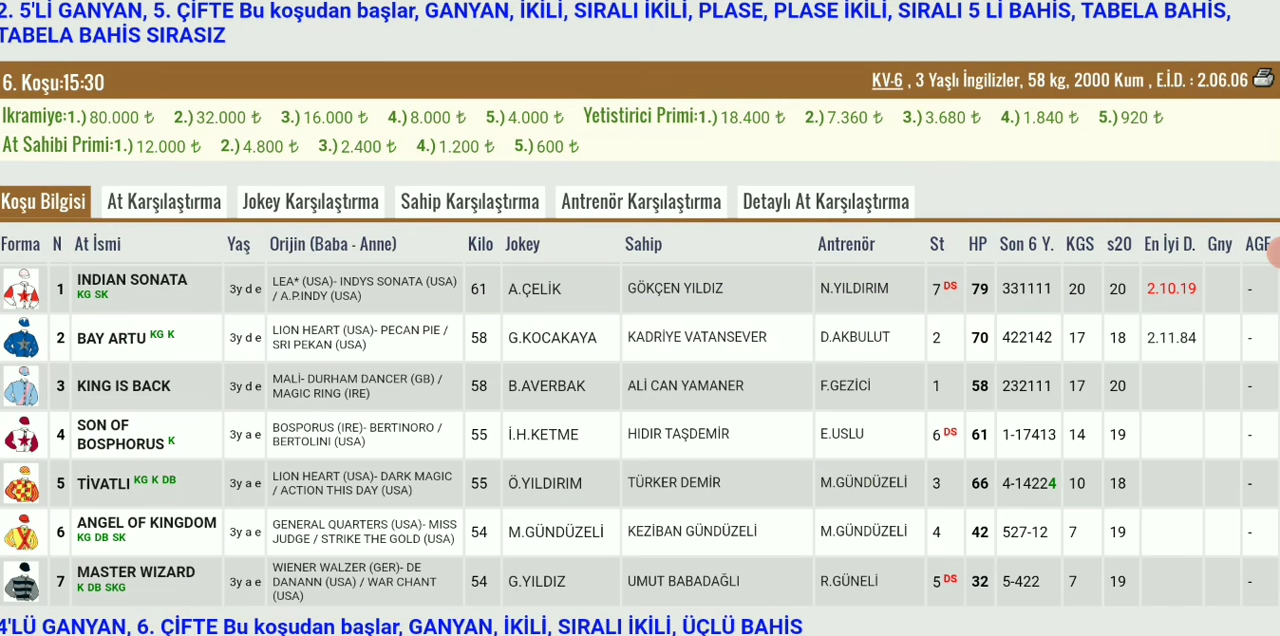 2. 5'Lİ GANYAN, 5. ÇİFTE Bu koşudan başlar, GANYAN, İKİLİ, SIRALI İKİLİ, PLASE, PLASE İKİLİ, SIRALI 5 Lİ BAHİS, TABELA BAHİS,
TABELA BAHİS SIRASIZ
6. Koşu:15:30 KV-6 , 3 Yaşlı İngilizler, 58 kg, 2000 Kum , E.İ.D. : 2.06.06
Ikramiye:1.) 80.000 ₺ 2.) 32.000 ₺ 3.) 16.000 ₺ 4.) 8.000 ₺ 5.) 4.000 ₺ Yetistirici Primi:1.) 18.400 ₺ 2.) 7.360 ₺ 3.) 3.680 ₺ 4.) 1.840 ₺ 5.) 920 ₺
At Sahibi Primi:1.) 12.000 ₺ 2.) 4.800 ₺ 3.) 2.400 ₺ 4.) 1.200 ₺ 5.) 600 ₺
Koşu Bilgisi At Karşılaştırma Jokey Karşılaştırma Sahip Karşılaştırma Antrenör Karşılaştırma Detaylı At Karşılaştırma
Forma N At İsmi Yaş Orijin (Baba - Anne) Kilo Jokey Sahip Antrenör St HP Son 6 Y. KGS s20 En İyi D. Gny AGF
1 INDIAN SONATA KG SK 3y d e LEA* (USA)- INDYS SONATA (USA) / A.P.INDY (USA) 61 A.ÇELİK GÖKÇEN YILDIZ N.YILDIRIM 7 DS 79 331111 20 20 2.10.19 -
2 BAY ARTU KG K 3y d e LION HEART (USA)- PECAN PIE / SRI PEKAN (USA) 58 G.KOCAKAYA KADRİYE VATANSEVER D.AKBULUT 2 70 422142 17 18 2.11.84 -
3 KING IS BACK 3y d e MALİ- DURHAM DANCER (GB) / MAGIC RING (IRE) 58 B.AVERBAK ALİ CAN YAMANER F.GEZİCİ 1 58 232111 17 20 -
4 SON OF BOSPHORUS K 3y a e BOSPORUS (IRE)- BERTINORO / BERTOLINI (USA) 55 İ.H.KETME HIDIR TAŞDEMİR E.USLU 6 DS 61 1-17413 14 19 -
5 TİVATLI KG K DB 3y a e LION HEART (USA)- DARK MAGIC / ACTION THIS DAY (USA) 55 Ö.YILDIRIM TÜRKER DEMİR M.GÜNDÜZELİ 3 66 4-14224 10 18 -
6 ANGEL OF KINGDOM KG DB SK 3y a e GENERAL QUARTERS (USA)- MISS JUDGE / STRIKE THE GOLD (USA) 54 M.GÜNDÜZELİ KEZİBAN GÜNDÜZELİ M.GÜNDÜZELİ 4 42 527-12 7 19 -
7 MASTER WIZARD K DB SKG 3y a e WIENER WALZER (GER)- DE DANANN (USA) / WAR CHANT (USA) 54 G.YILDIZ UMUT BABADAĞLI R.GÜNELİ 5 DS 32 5-422 7 19 -
4'LÜ GANYAN, 6. ÇİFTE Bu koşudan başlar, GANYAN, İKİLİ, SIRALI İKİLİ, ÜÇLÜ BAHİS